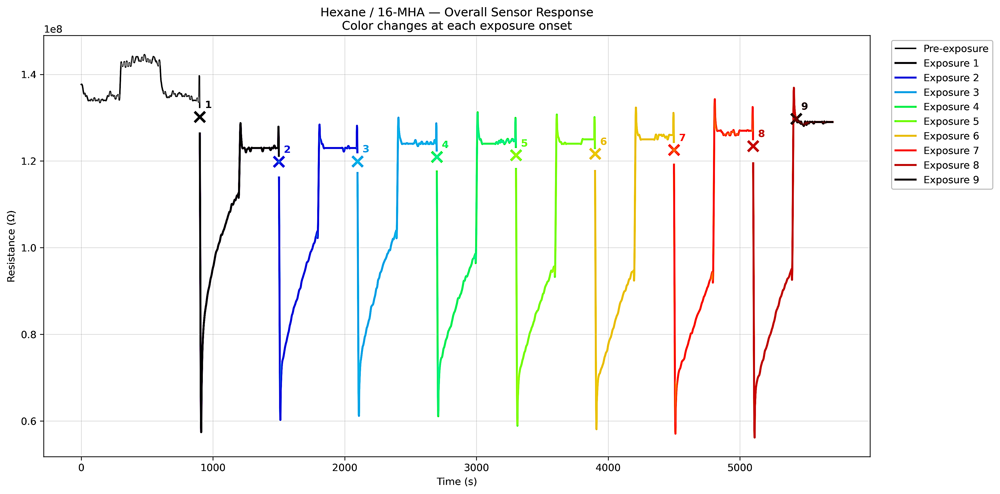 Hexane / 16-MHA — Overall Sensor Response
Color changes at each exposure onset
1e8
1.4
1.2
1.0
0.8
0.6
Resistance (Ω)
0
1000
2000
3000
4000
5000
Time (s)
1
2
3
4
5
6
7
8
9
Pre-exposure
Exposure 1
Exposure 2
Exposure 3
Exposure 4
Exposure 5
Exposure 6
Exposure 7
Exposure 8
Exposure 9